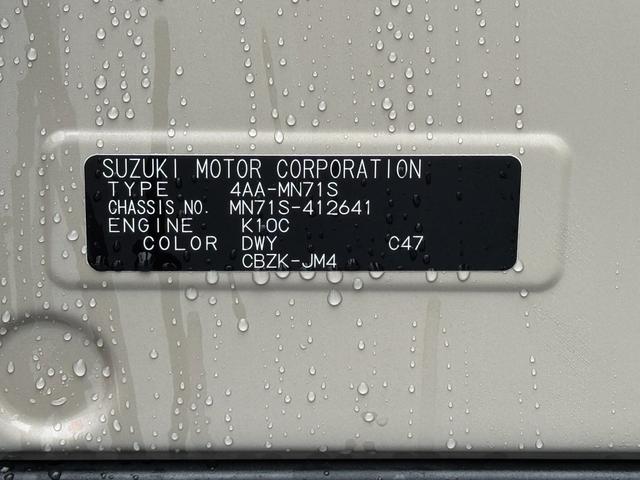 SUZUKI MOTOR CORPORATION
TYPE 4AA-MN71S
CHASSIS NO. MN71S-412641
ENGINE K10C
COLOR DWY C47
CBZK-JM4